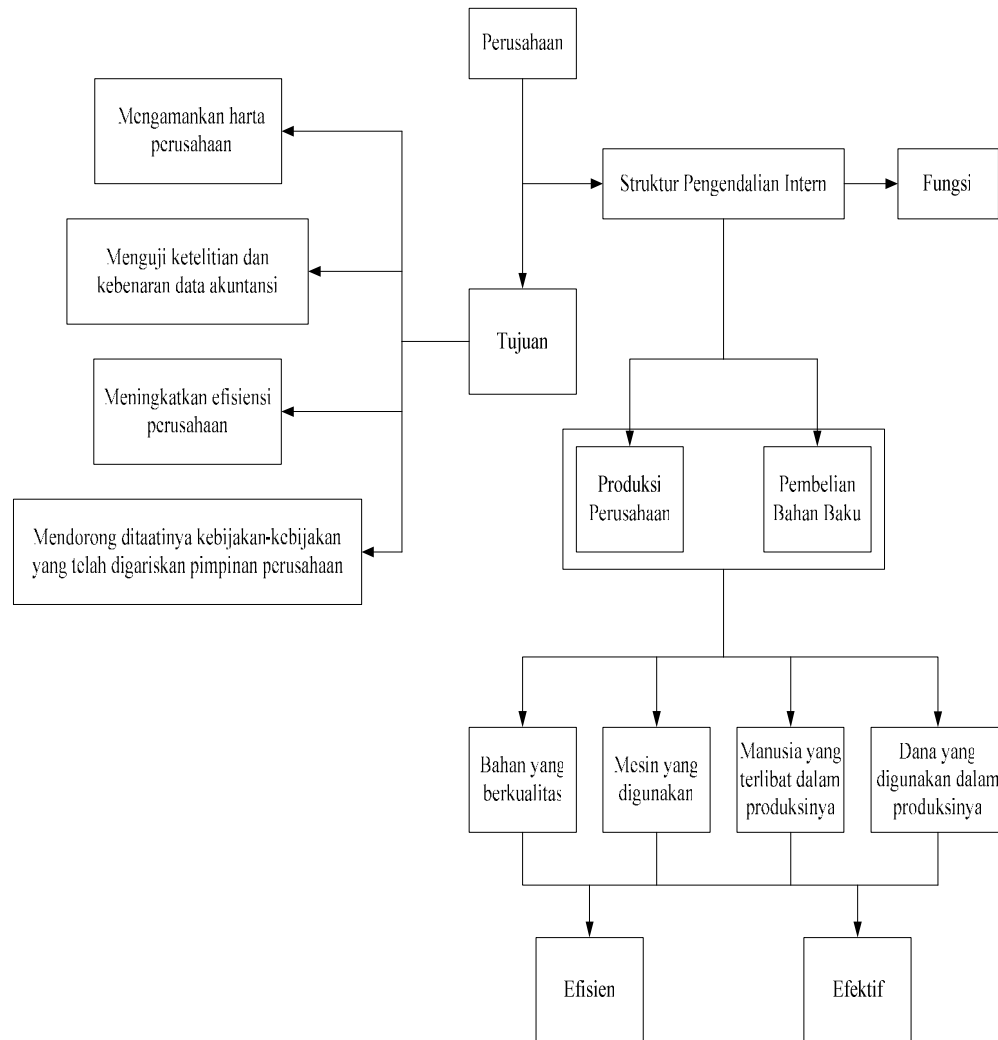 Perusahaan
Mengamankan harta
perusahaan
Struktur Pengendalian Intern
Fungsi
Menguji ketelitian dan
kebenaran data akuntansi
Tujuan
Meningkatkan efisiensi
perusahaan
Produksi
Perusahaan
Pembelian
Bahan Baku
Mendorong ditaatinya kebijakan-kebijakan
yang telah digariskan pimpinan perusahaan
Bahan yang
berkualitas
Mesin yang
digunakan
Manusia yang
terlibat dalam
produksinya
Dana yang
digunakan dalam
produksinya
Efisien
Efektif